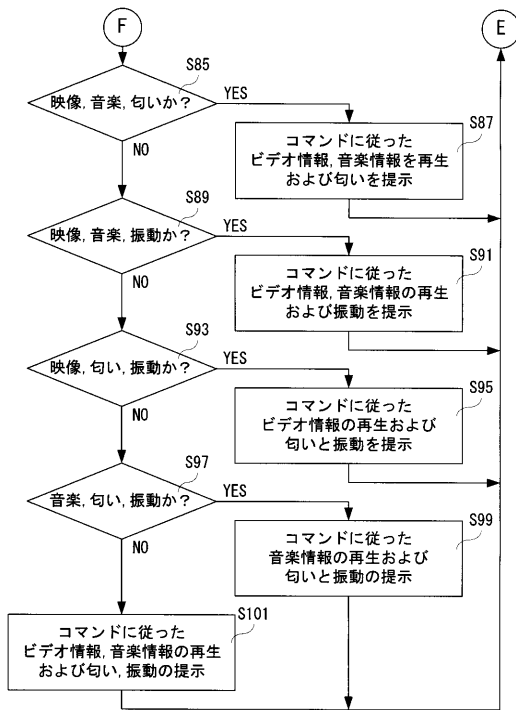 F
E
S85
映像, 音楽, 匂いか?
YES
NO
S87
コマンドに従った
ビデオ情報, 音楽情報を再生
および匂いを提示
S89
映像, 音楽, 振動か?
YES
NO
S91
コマンドに従った
ビデオ情報, 音楽情報の再生
および振動を提示
S93
映像, 匂い, 振動か?
YES
NO
S95
コマンドに従った
ビデオ情報の再生および
匂いと振動を提示
S97
音楽, 匂い, 振動か?
YES
NO
S99
コマンドに従った
音楽情報の再生および
匂いと振動の提示
S101
コマンドに従った
ビデオ情報, 音楽情報の再生
および匂い, 振動の提示